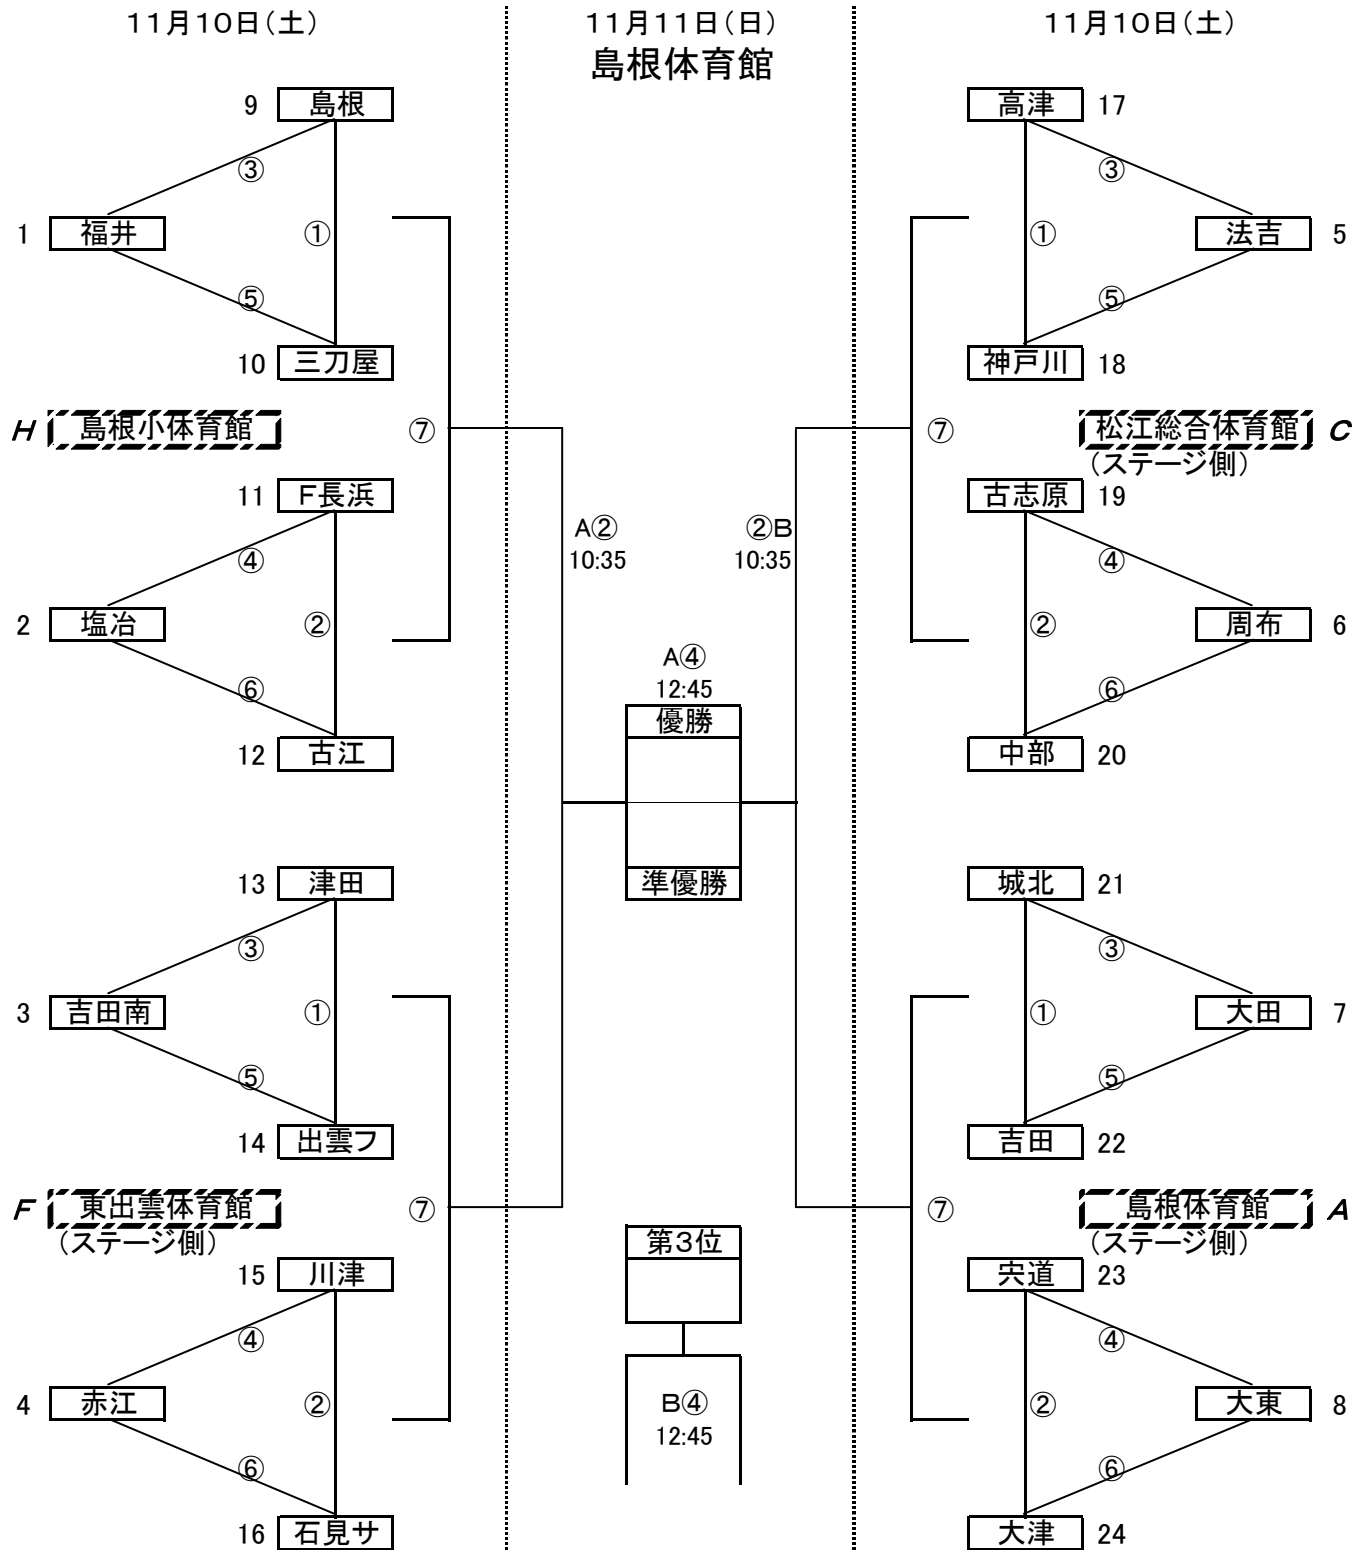 11月10日(土)
11月11日(日)
11月10日(土)
島根体育館
9 島根
高津 17
③
③
1 福井
①
①
法吉 5
⑤
⑤
10 三刀屋
神戸川 18
H 島根小体育館
⑦
⑦
松江総合体育館 C
(ステージ側)
11 F長浜
古志原 19
A②
10:35
②B
10:35
④
④
2 塩冶
②
②
周布 6
A④
12:45
⑥
⑥
優勝
12 古江
中部 20
準優勝
13 津田
城北 21
③
③
3 吉田南
①
①
大田 7
⑤
⑤
14 出雲フ
吉田 22
F 東出雲体育館
(ステージ側)
⑦
⑦
島根体育館 A
(ステージ側)
第3位
15 川津
宍道 23
④
④
4 赤江
②
B④
12:45
②
大東 8
⑥
⑥
16 石見サ
大津 24